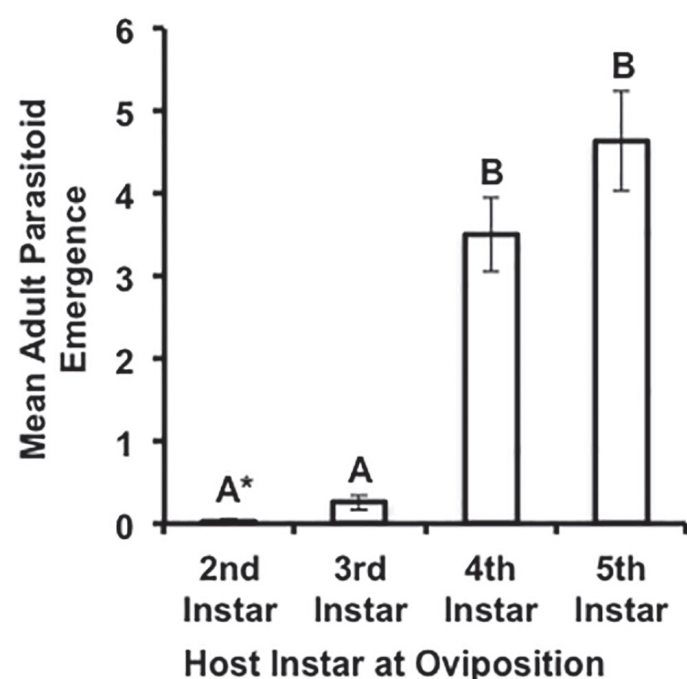 Mean Adult Parasitoid
Emergence
6
5
4
3
2
1
0
A*
A
B
B
2nd
Instar
3rd
Instar
4th
Instar
5th
Instar
Host Instar at Oviposition